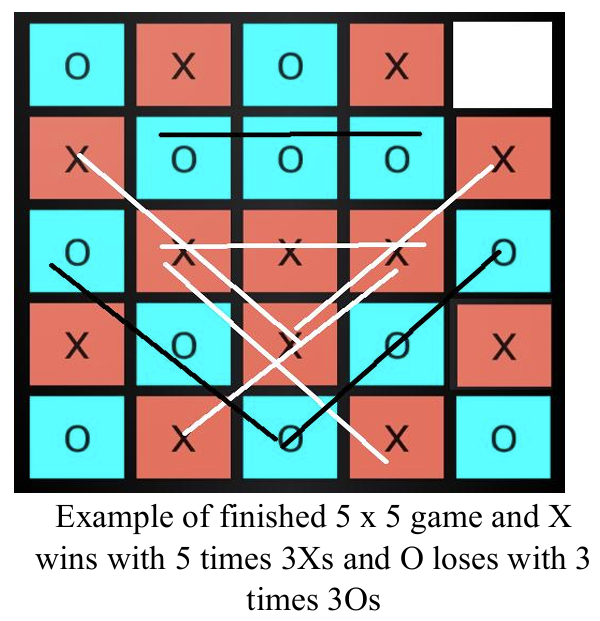 O X O X
X O O O X
O X X X O
X O X O X
O X O X O
Example of finished 5 x 5 game and X
wins with 5 times 3Xs and O loses with 3
times 3Os